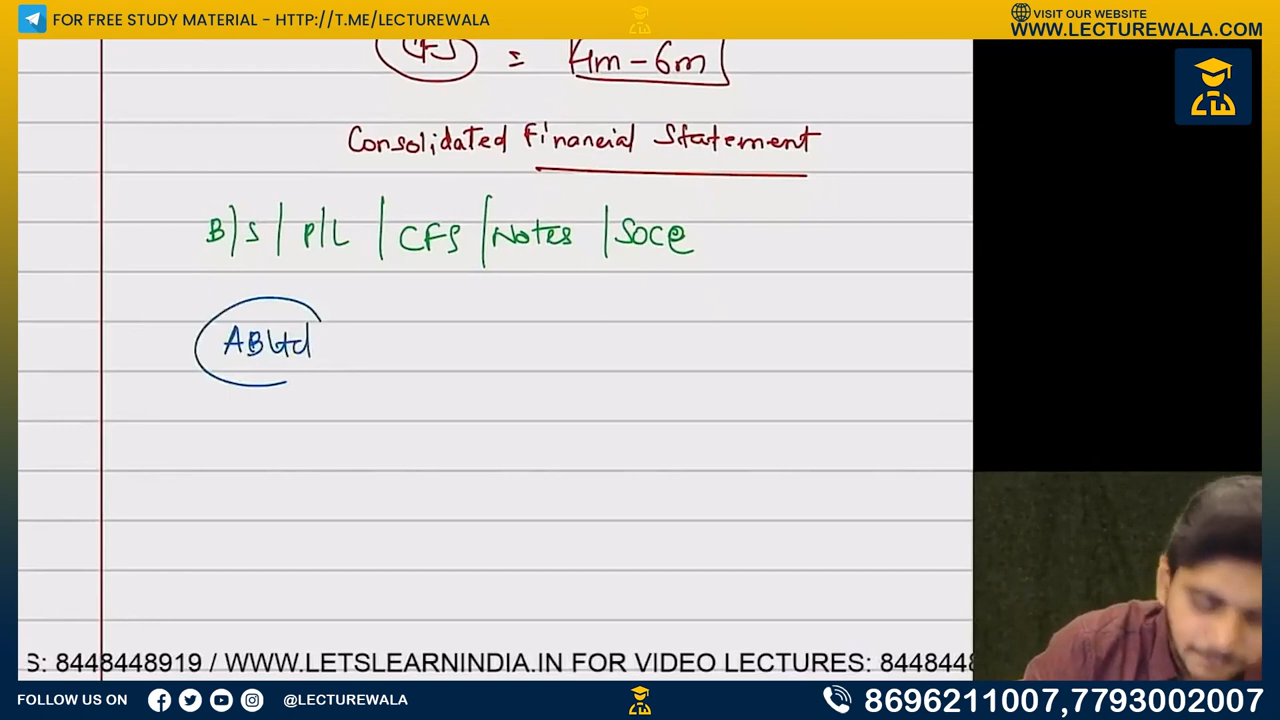 FOR FREE STUDY MATERIAL - HTTP://T.ME/LECTUREWALA
VISIT OUR WEBSITE
WWW.LECTUREWALA.COM
= 4m - 6m
Consolidated Financial Statement
B/S | P/L | CFS | Notes | SOCE
AB Ltd
S: 8448448919 / WWW.LETSLEARNINDIA.IN FOR VIDEO LECTURES: 8448448
FOLLOW US ON
@LECTUREWALA
8696211007,7793002007